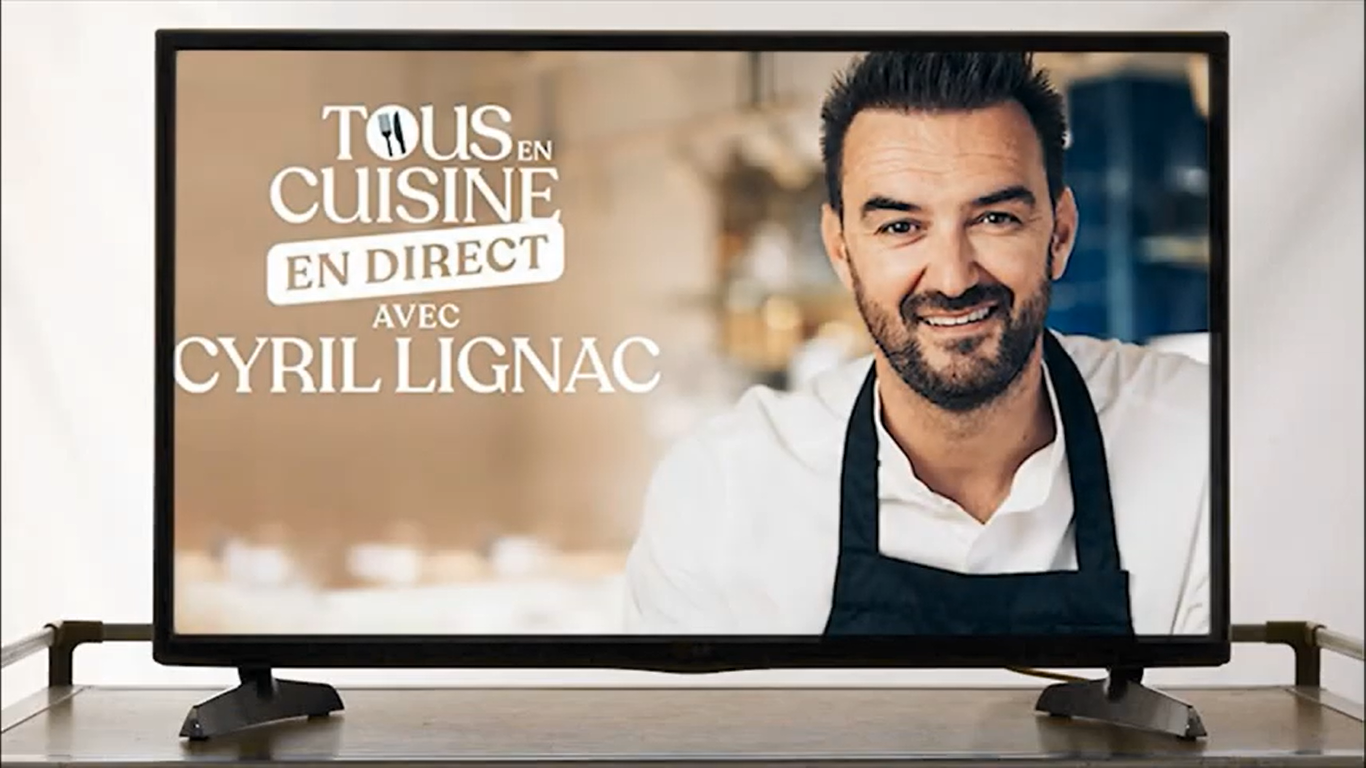 TOUS EN
CUISINE
EN DIRECT
AVEC
CYRIL LIGNAC